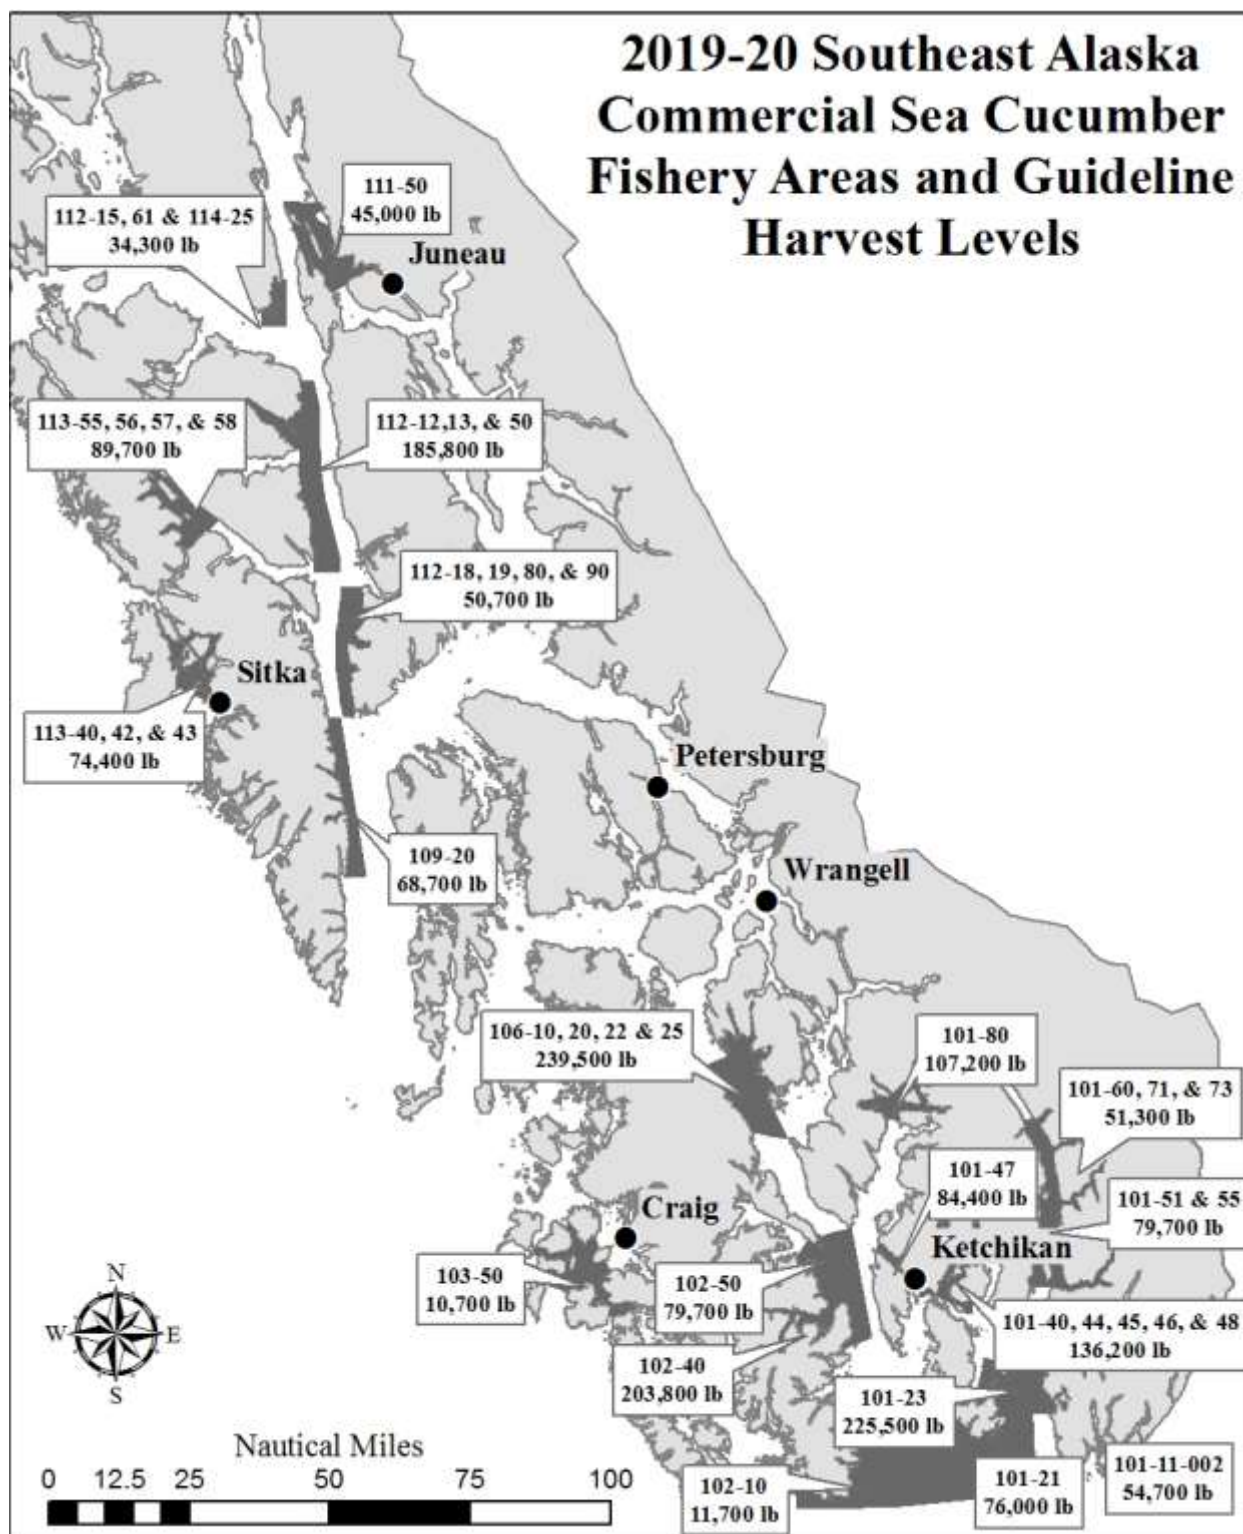 2019-20 Southeast Alaska
Commercial Sea Cucumber
Fishery Areas and Guideline
Harvest Levels
111-50
45,000 lb
112-15, 61 & 114-25
34,300 lb
Juneau
113-55, 56, 57, & 58
89,700 lb
112-12,13, & 50
185,800 lb
112-18, 19, 80, & 90
50,700 lb
Sitka
113-40, 42, & 43
74,400 lb
Petersburg
109-20
68,700 lb
Wrangell
106-10, 20, 22 & 25
239,500 lb
101-80
107,200 lb
101-60, 71, & 73
51,300 lb
101-47
84,400 lb
101-51 & 55
79,700 lb
Craig
Ketchikan
103-50
10,700 lb
102-50
79,700 lb
101-40, 44, 45, 46, & 48
136,200 lb
102-40
203,800 lb
101-23
225,500 lb
102-10
11,700 lb
101-21
76,000 lb
101-11-002
54,700 lb
N
W E
S
Nautical Miles
0 12.5 25 50 75 100